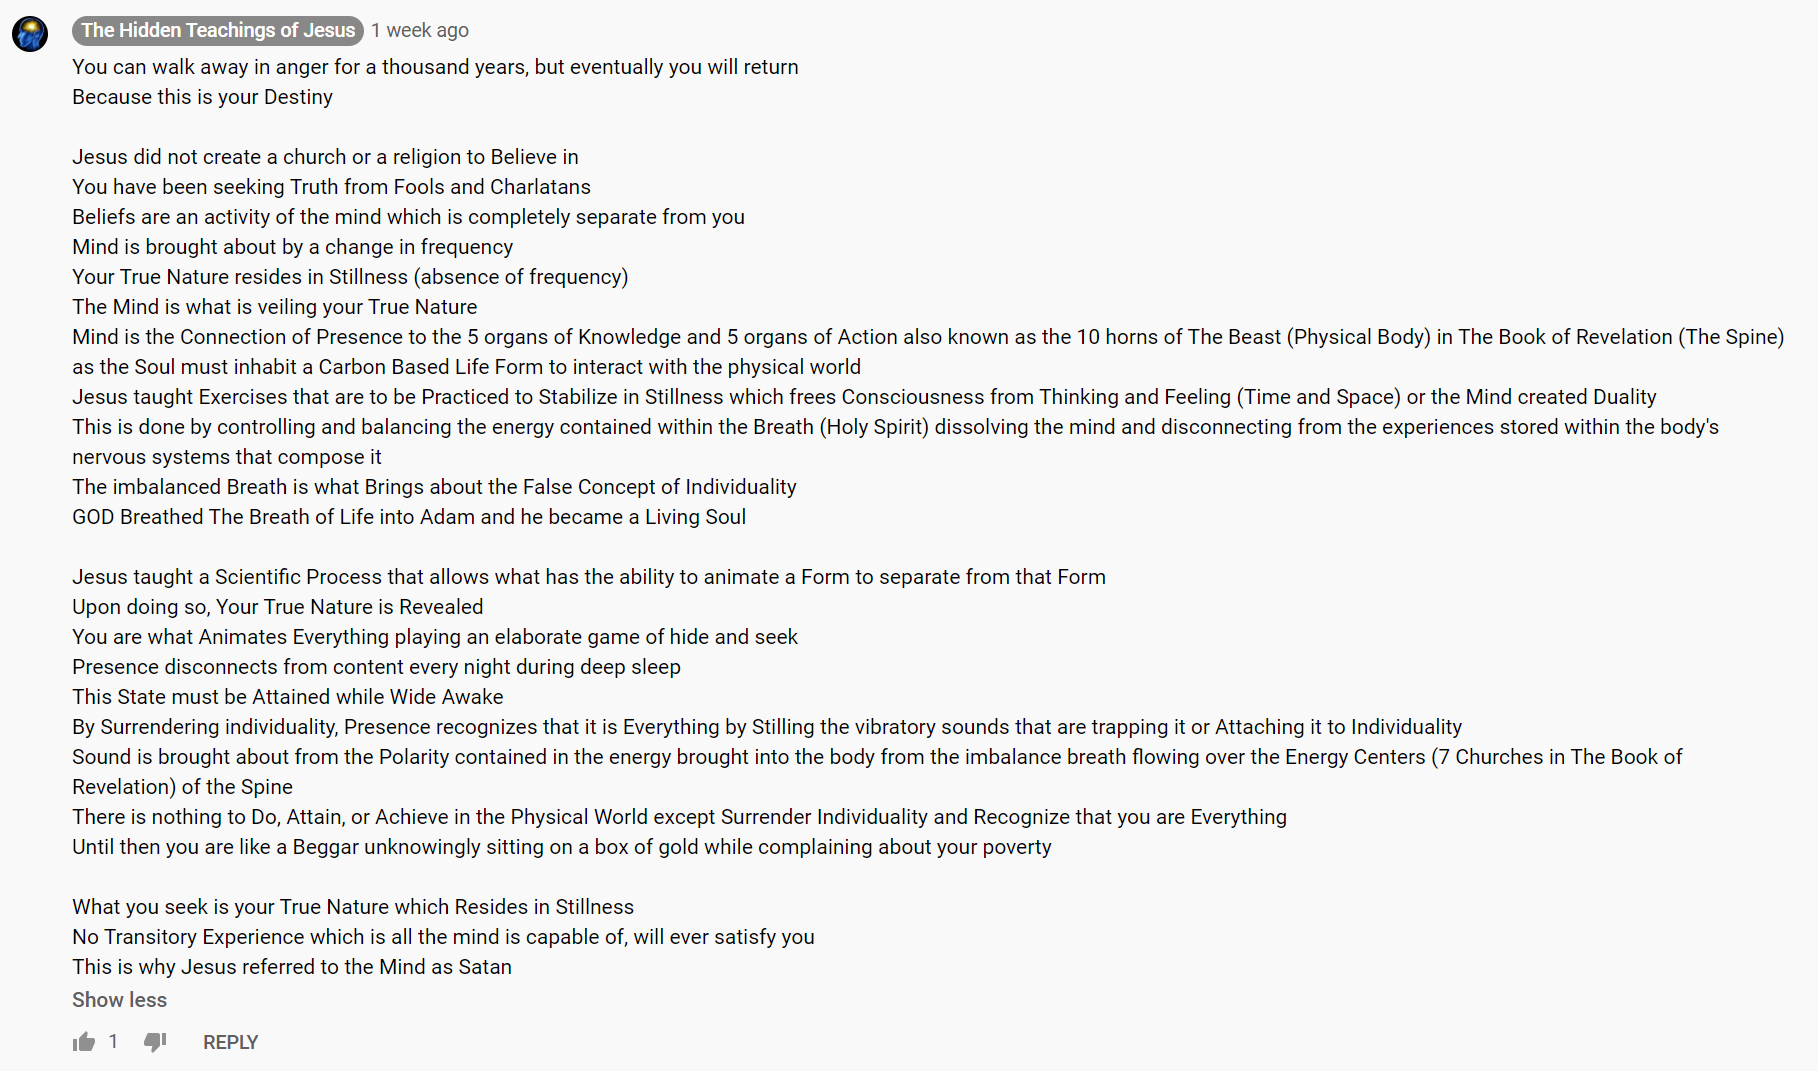 The Hidden Teachings of Jesus 1 week ago
You can walk away in anger for a thousand years, but eventually you will return
Because this is your Destiny
Jesus did not create a church or a religion to Believe in
You have been seeking Truth from Fools and Charlatans
Beliefs are an activity of the mind which is completely separate from you
Mind is brought about by a change in frequency
Your True Nature resides in Stillness (absence of frequency)
The Mind is what is veiling your True Nature
Mind is the Connection of Presence to the 5 organs of Knowledge and 5 organs of Action also known as the 10 horns of The Beast (Physical Body) in The Book of Revelation (The Spine)
as the Soul must inhabit a Carbon Based Life Form to interact with the physical world
Jesus taught Exercises that are to be Practiced to Stabilize in Stillness which frees Consciousness from Thinking and Feeling (Time and Space) or the Mind created Duality
This is done by controlling and balancing the energy contained within the Breath (Holy Spirit) dissolving the mind and disconnecting from the experiences stored within the body's
nervous systems that compose it
The imbalanced Breath is what Brings about the False Concept of Individuality
GOD Breathed The Breath of Life into Adam and he became a Living Soul
Jesus taught a Scientific Process that allows what has the ability to animate a Form to separate from that Form
Upon doing so, Your True Nature is Revealed
You are what Animates Everything playing an elaborate game of hide and seek
Presence disconnects from content every night during deep sleep
This State must be Attained while Wide Awake
By Surrendering individuality, Presence recognizes that it is Everything by Stilling the vibratory sounds that are trapping it or Attaching it to Individuality
Sound is brought about from the Polarity contained in the energy brought into the body from the imbalance breath flowing over the Energy Centers (7 Churches in The Book of
Revelation) of the Spine
There is nothing to Do, Attain, or Achieve in the Physical World except Surrender Individuality and Recognize that you are Everything
Until then you are like a Beggar unknowingly sitting on a box of gold while complaining about your poverty
What you seek is your True Nature which Resides in Stillness
No Transitory Experience which is all the mind is capable of, will ever satisfy you
This is why Jesus referred to the Mind as Satan
Show less
1 REPLY